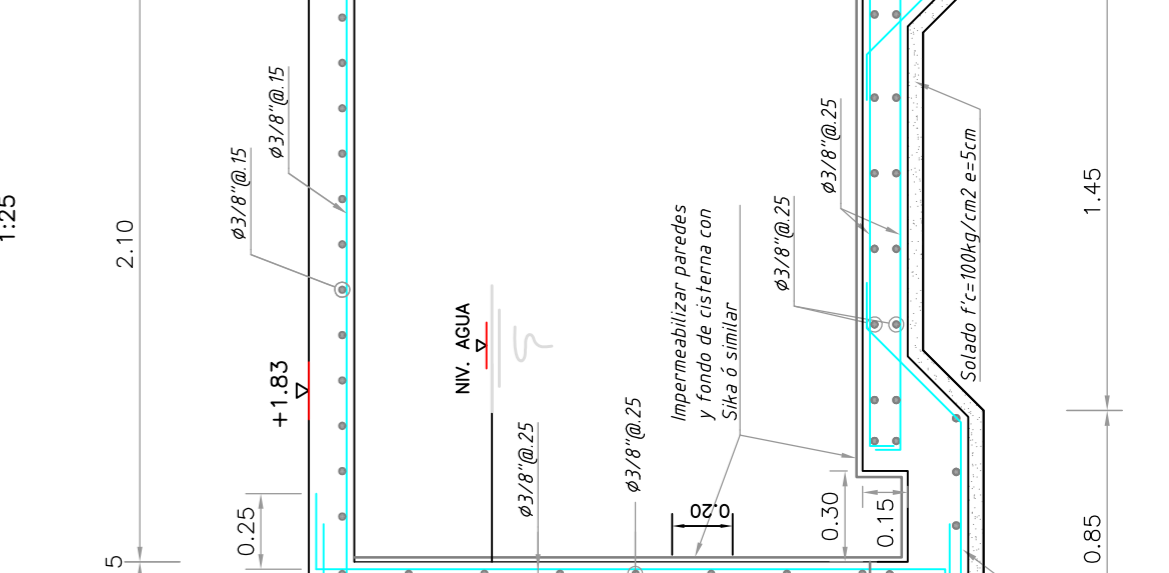 1:25
2.10
5
0.25
Ø3/8"@.15
Ø3/8"@.15
+1.83
NIV. AGUA
Ø3/8"@.25
Ø3/8"@.25
Impermeabilizar paredes
y fondo de cisterna con
Sika ó similar
0.20
Ø3/8"@.25
Ø3/8"@.25
0.30
0.15
Solado f'c=100kg/cm2 e=5cm
1.45
0.85